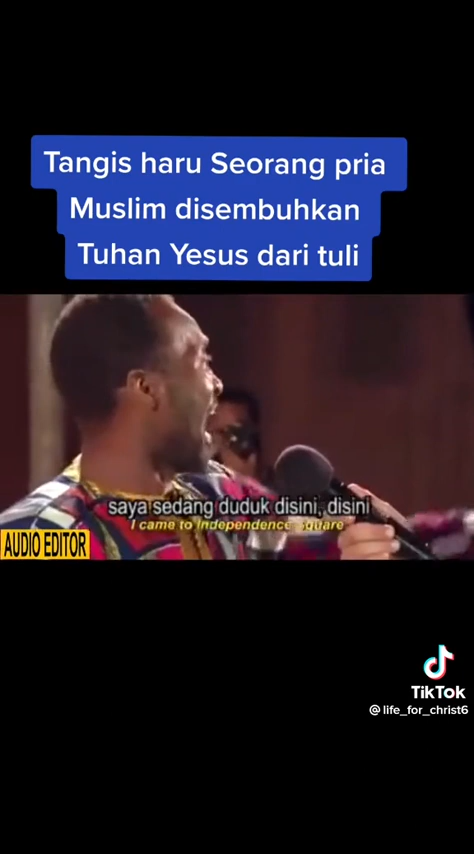 Tangis haru Seorang pria
Muslim disembuhkan
Tuhan Yesus dari tuli
saya sedang duduk disini, disini
I came to Independence Square
AUDIO EDITOR
TikTok
@life_for_christ6